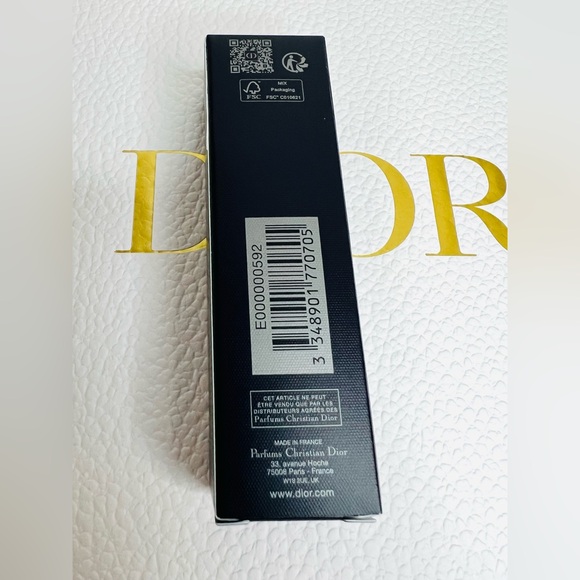 MIX
Packaging
FSC® C010621
FSC
DIOR
E000000592
3 348901 770705
CET ARTICLE NE PEUT
ÊTRE VENDU QUE PAR LES
DISTRIBUTEURS AGRÉÉS DES
Parfums Christian Dior
MADE IN FRANCE
Parfums Christian Dior
33, avenue Hoche
75008 Paris - France
W1S 2UE, UK
www.dior.com